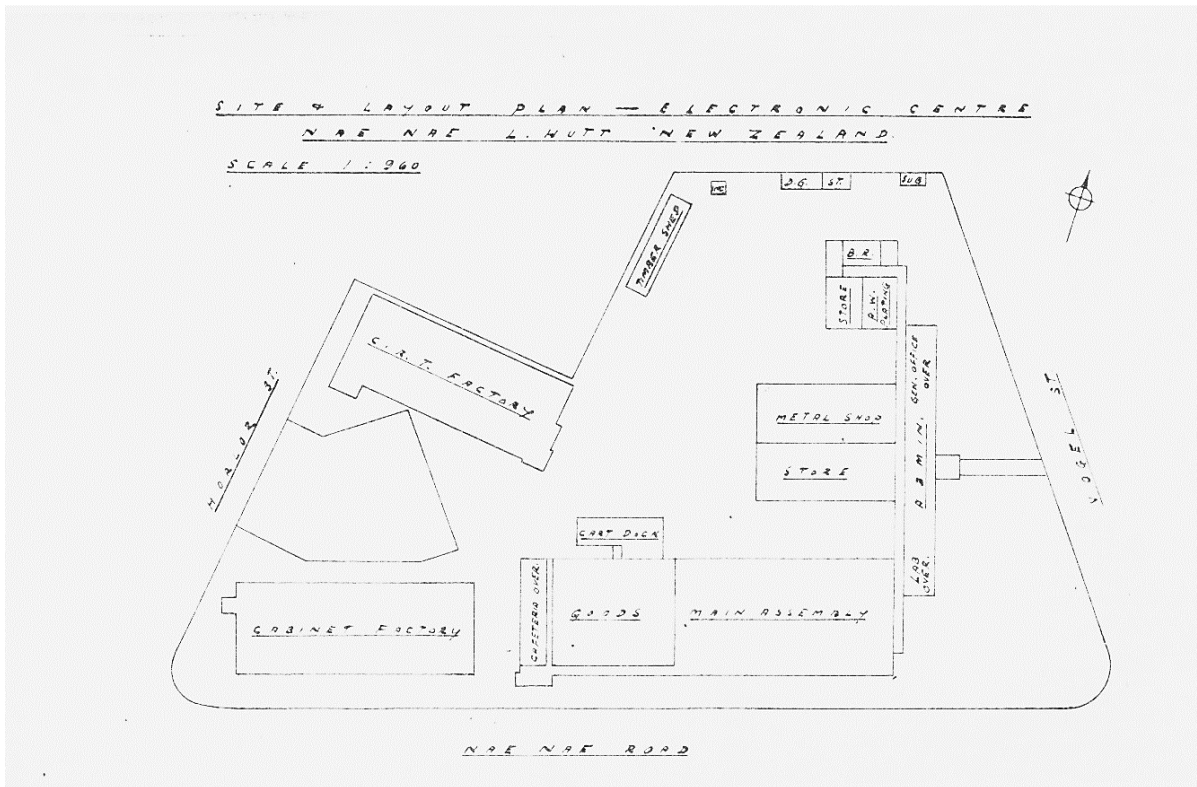 SITE & LAYOUT PLAN — ELECTRONIC CENTRE
NAE NAE L. HUTT NEW ZEALAND.
SCALE 1:960
D.G.
ST.
SUB
TIMBER SHED
B.R.
STORE
PLATING
C.R.T. FACTORY
GEN. OFFICE
OVER
METAL SHOP
ADMIN.
STORE
ST.
VOGEL ST
CART DOCK
LAB
OVER.
CAFETERIA OVER.
GOODS
MAIN ASSEMBLY
CABINET FACTORY
NAE NAE ROAD